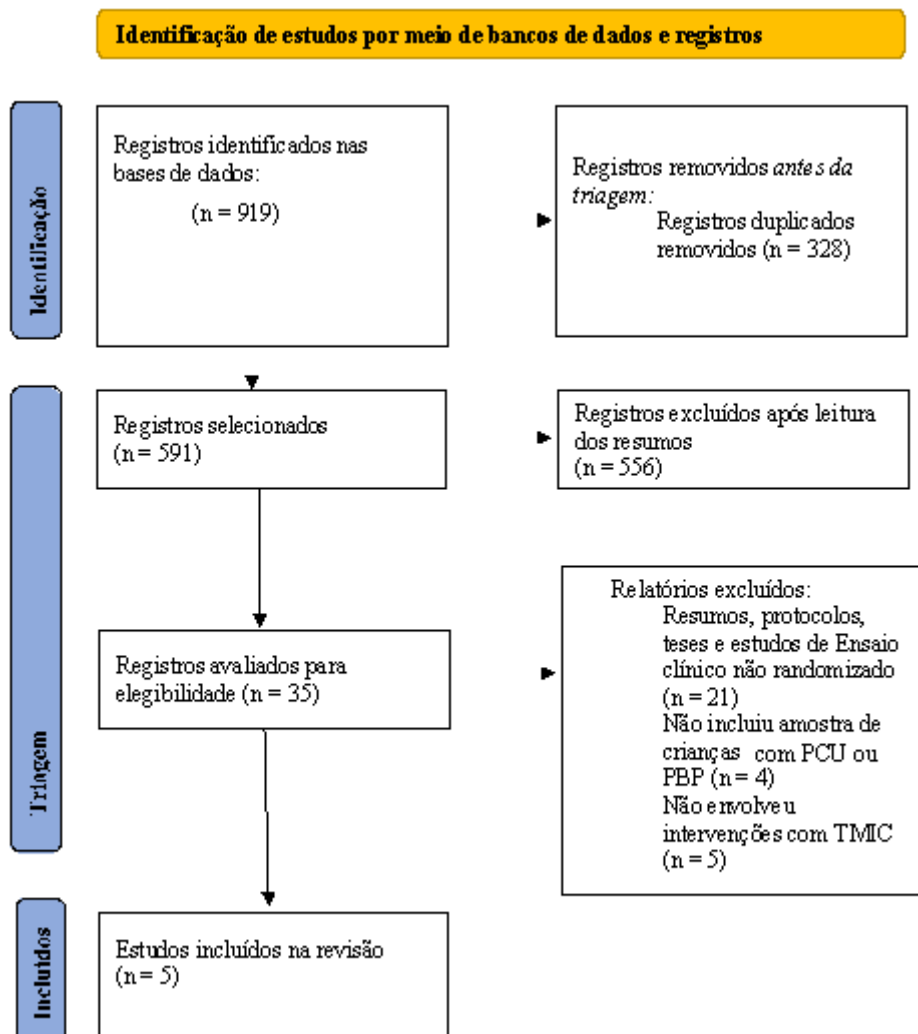 Identificação de estudos por meio de bancos de dados e registros
Identificação
Registros identificados nas
bases de dados:
(n = 919)
Registros removidos antes da
triagem:
Registros duplicados
removidos (n = 328)
Triagem
Registros selecionados
(n = 591)
Registros excluídos após leitura
dos resumos
(n = 556)
Registros avaliados para
elegibilidade (n = 35)
Relatórios excluídos:
Resumos, protocolos,
teses e estudos de Ensaio
clínico não randomizado
(n = 21)
Não incluiu amostra de
crianças com PCU ou
PBP (n = 4)
Não envolveu
intervenções com TMIC
(n = 5)
Incluídos
Estudos incluídos na revisão
(n = 5)